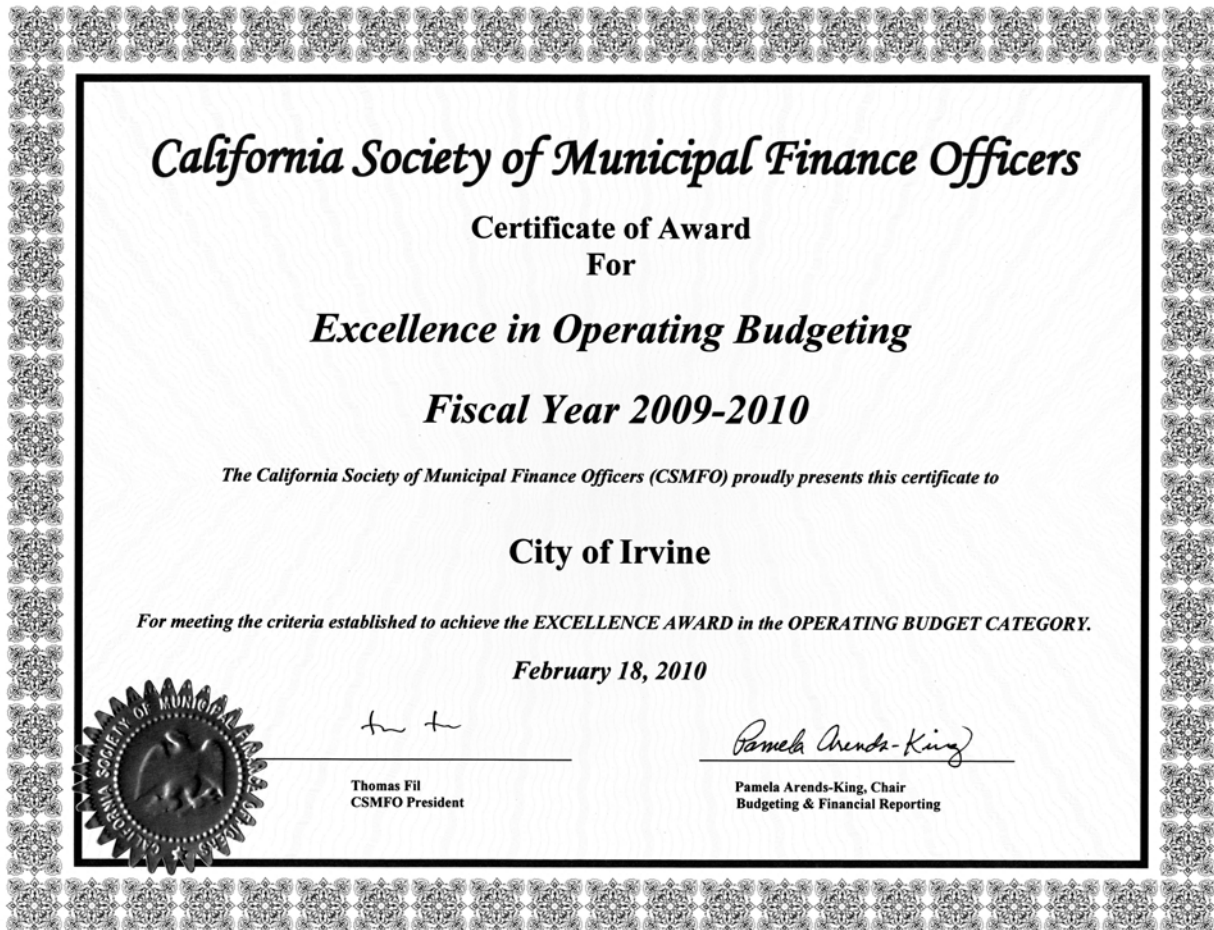 California Society of Municipal Finance Officers
Certificate of Award
For
Excellence in Operating Budgeting
Fiscal Year 2009-2010
The California Society of Municipal Finance Officers (CSMFO) proudly presents this certificate to
City of Irvine
For meeting the criteria established to achieve the EXCELLENCE AWARD in the OPERATING BUDGET CATEGORY.
February 18, 2010
Pamela Arends-King
Thomas Fil
CSMFO President
Pamela Arends-King, Chair
Budgeting & Financial Reporting